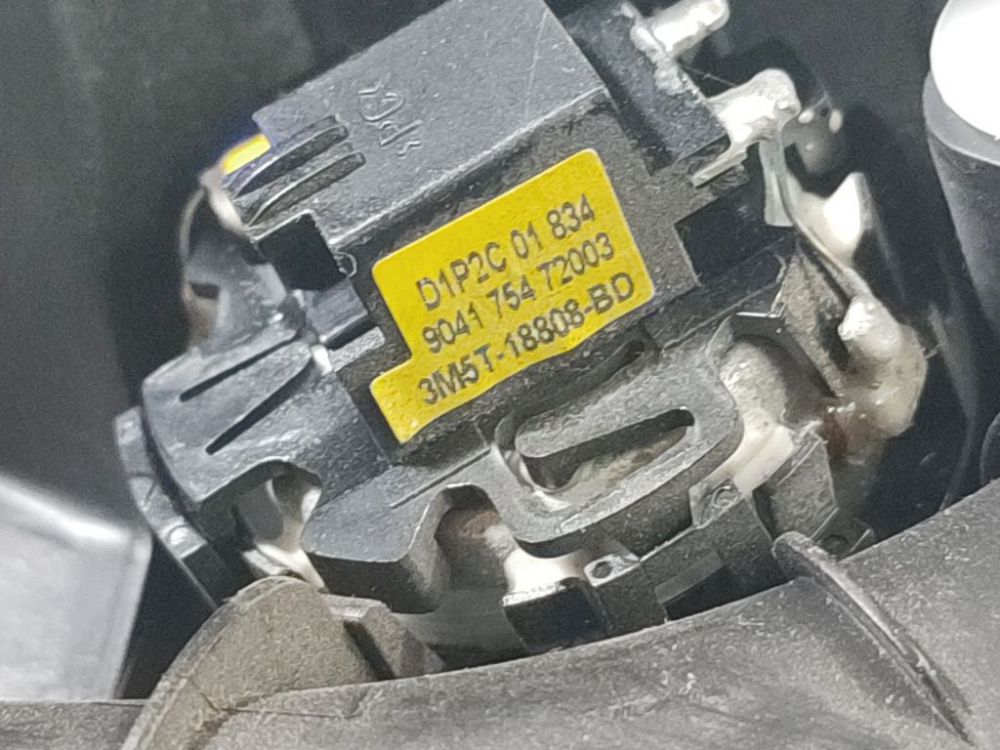 D1P2C 01 834
9041 754 72003
3M5T-18808-BD